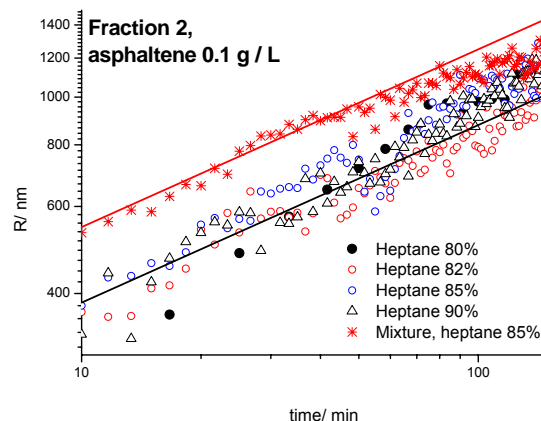 Fraction 2,
asphaltene 0.1 g / L
1400
1200
1000
800
600
400
R/ nm
Heptane 80%
Heptane 82%
Heptane 85%
Heptane 90%
Mixture, heptane 85%
10
100
time/ min